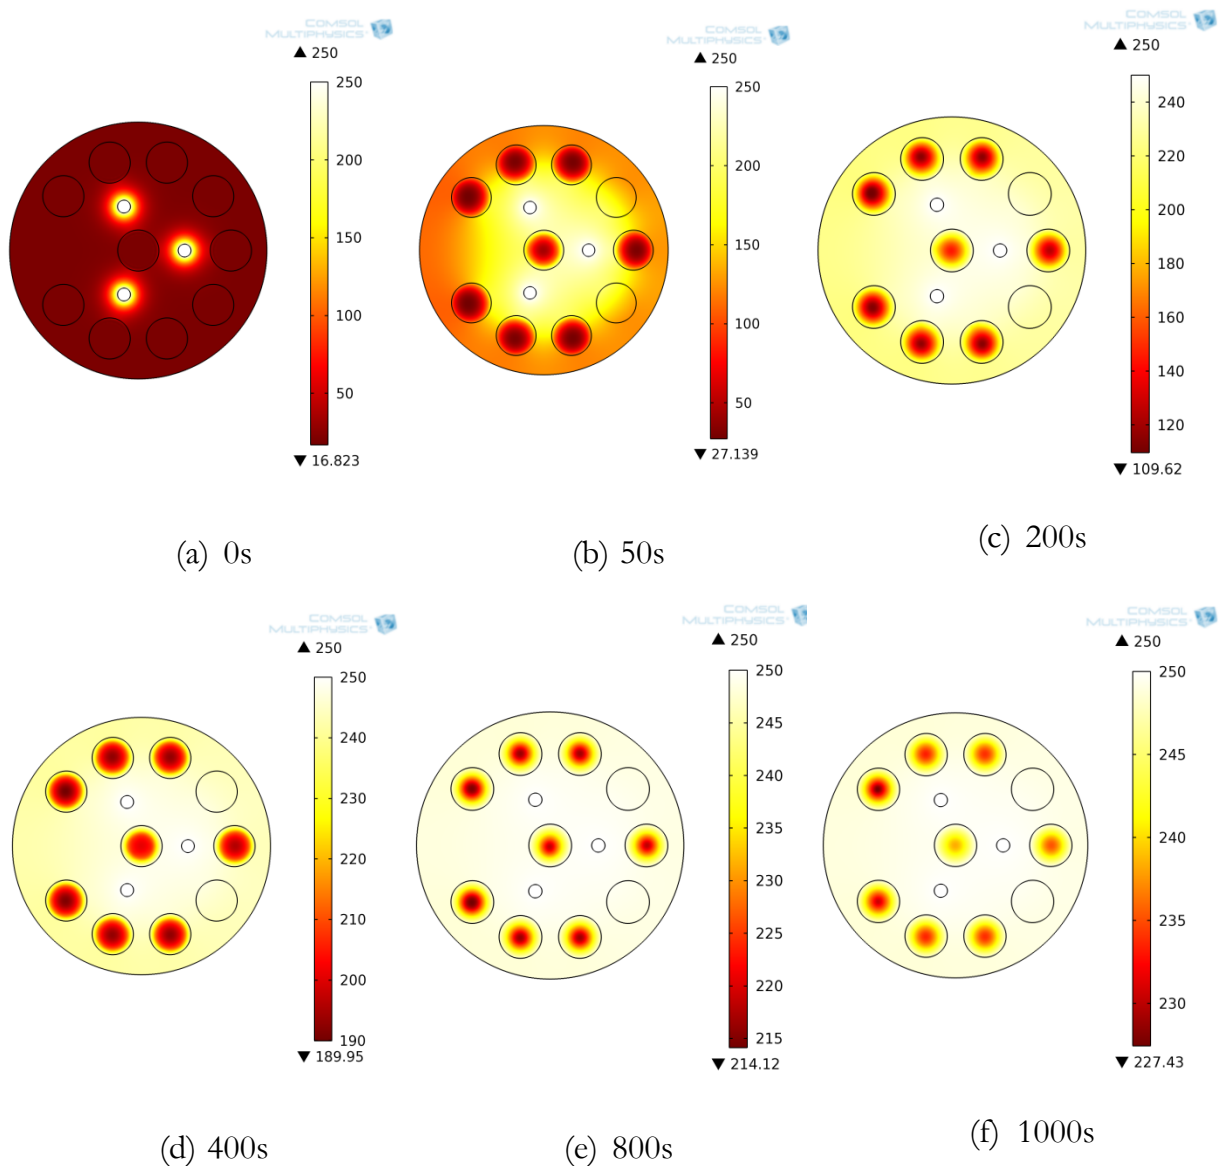 COMSOL
MULTIPHYSICS
▲ 250
250
200
150
100
50
▼ 16.823
(a) 0s
COMSOL
MULTIPHYSICS
▲ 250
250
200
150
100
50
▼ 27.139
(b) 50s
COMSOL
MULTIPHYSICS
▲ 250
240
220
200
180
160
140
120
▼ 109.62
(c) 200s
COMSOL
MULTIPHYSICS
▲ 250
250
240
230
220
210
200
190
▼ 189.95
(d) 400s
COMSOL
MULTIPHYSICS
▲ 250
250
245
240
235
230
225
220
215
▼ 214.12
(e) 800s
COMSOL
MULTIPHYSICS
▲ 250
250
245
240
235
230
▼ 227.43
(f) 1000s